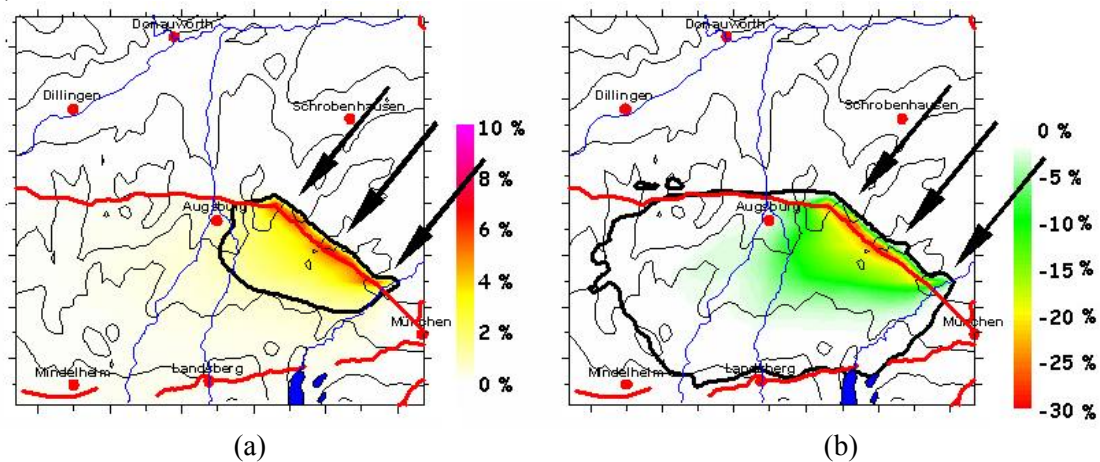 Donauwörth
Dillingen
Schrobenhausen
Augsburg
München
Mindelheim
Landsberg
10 %
8 %
6 %
4 %
2 %
0 %
(a)
Donauwörth
Dillingen
Schrobenhausen
Augsburg
München
Mindelheim
Landsberg
0 %
-5 %
-10 %
-15 %
-20 %
-25 %
-30 %
(b)